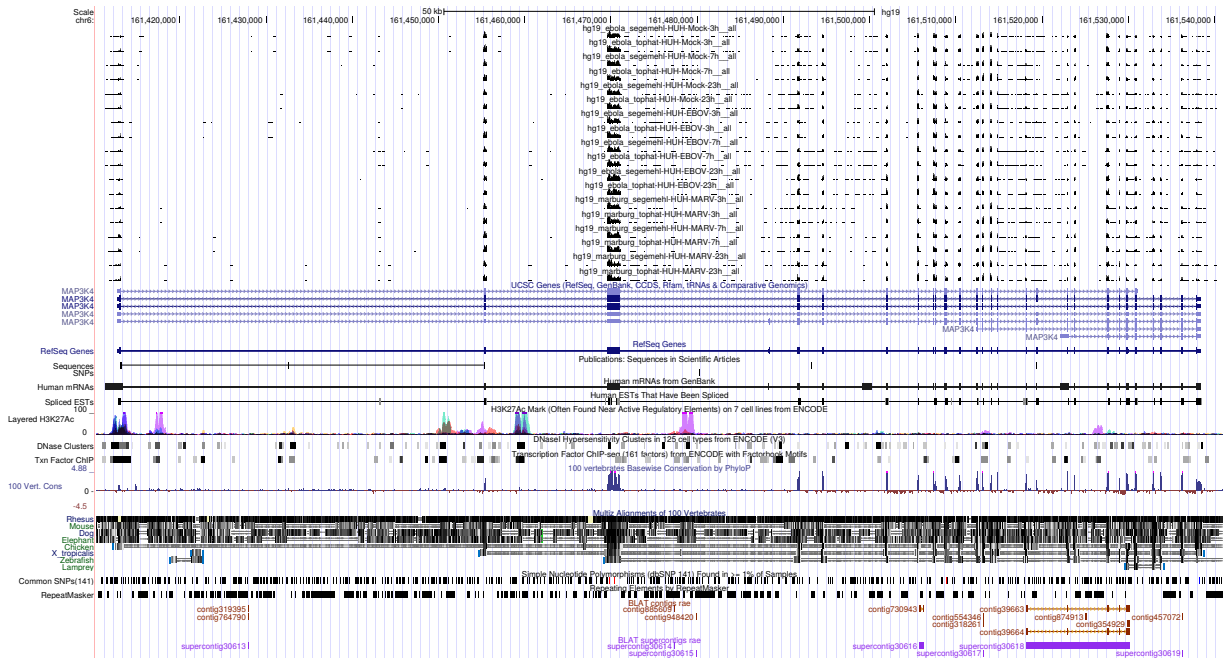 Scale 50 kb hg19
chr6: 161,420,000 161,430,000 161,440,000 161,450,000 161,460,000 161,470,000 161,480,000 161,490,000 161,500,000 161,510,000 161,520,000 161,530,000 161,540,000
hg19_ebola_segemehl-HUH-Mock-3h__all
hg19_ebola_tophat-HUH-Mock-3h__all
hg19_ebola_segemehl-HUH-Mock-7h__all
hg19_ebola_tophat-HUH-Mock-7h__all
hg19_ebola_segemehl-HUH-Mock-23h__all
hg19_ebola_tophat-HUH-Mock-23h__all
hg19_ebola_segemehl-HUH-EBOV-3h__all
hg19_ebola_tophat-HUH-EBOV-3h__all
hg19_ebola_segemehl-HUH-EBOV-7h__all
hg19_ebola_tophat-HUH-EBOV-7h__all
hg19_ebola_segemehl-HUH-EBOV-23h__all
hg19_ebola_tophat-HUH-EBOV-23h__all
hg19_marburg_segemehl-HUH-MARV-3h__all
hg19_marburg_tophat-HUH-MARV-3h__all
hg19_marburg_segemehl-HUH-MARV-7h__all
hg19_marburg_tophat-HUH-MARV-7h__all
hg19_marburg_segemehl-HUH-MARV-23h__all
hg19_marburg_tophat-HUH-MARV-23h__all
UCSC Genes (RefSeq, GenBank, CCDS, Rfam, tRNAs & Comparative Genomics)
MAP3K4
MAP3K4
MAP3K4
MAP3K4
MAP3K4
MAP3K4
MAP3K4
RefSeq Genes
RefSeq Genes
Publications: Sequences in Scientific Articles
Sequences
SNPs
Human mRNAs from GenBank
Human mRNAs
Human ESTs That Have Been Spliced
Spliced ESTs
H3K27Ac Mark (Often Found Near Active Regulatory Elements) on 7 cell lines from ENCODE
100
Layered H3K27Ac
0
DNaseI Hypersensitivity Clusters in 125 cell types from ENCODE (V3)
DNase Clusters
Transcription Factor ChIP-seq (161 factors) from ENCODE with Factorbook Motifs
Txn Factor ChIP
100 vertebrates Basewise Conservation by PhyloP
4.88
100 Vert. Cons
0
-4.5
Multiz Alignments of 100 Vertebrates
Rhesus
Mouse
Dog
Elephant
Chicken
X_tropicalis
Zebrafish
Lamprey
Simple Nucleotide Polymorphisms (dbSNP 141) Found in >= 1% of Samples
Common SNPs(141)
Repeating Elements by RepeatMasker
RepeatMasker
BLAT contigs rae
contig319395 contig885609 contig730943 contig39663
contig764790 contig948420 contig554346 contig874913 contig457072
contig318261 contig354929
contig39664
BLAT supercontigs rae
supercontig30613 supercontig30614 supercontig30616 supercontig30618
supercontig30615 supercontig30617 supercontig30619